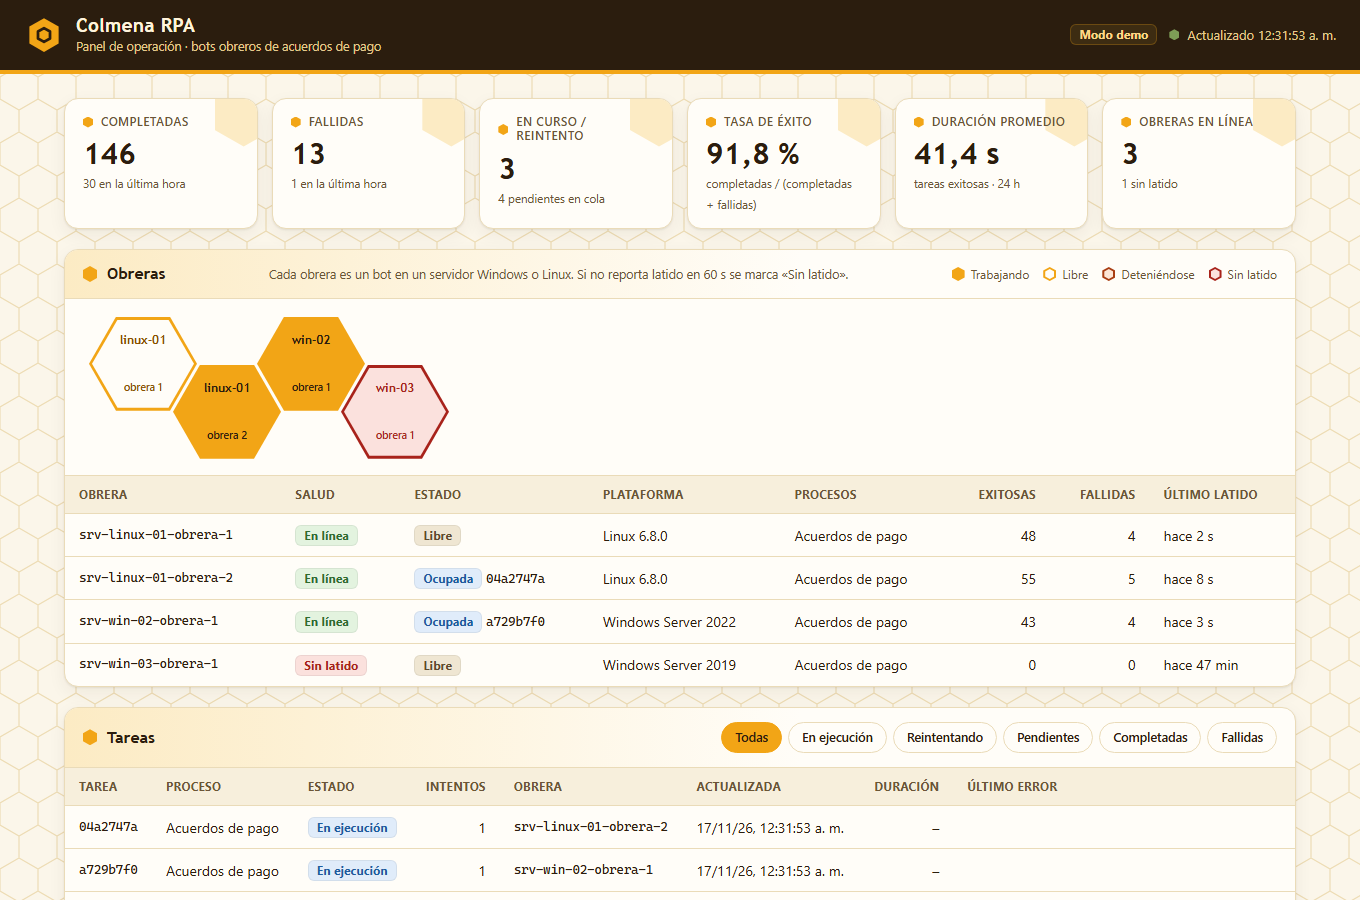 Colmena RPA
Panel de operación · bots obreros de acuerdos de pago
Modo demo
Actualizado 12:31:53 a. m.
COMPLETADAS
146
30 en la última hora
FALLIDAS
13
1 en la última hora
EN CURSO /
REINTENTO
3
4 pendientes en cola
TASA DE ÉXITO
91,8 %
completadas / (completadas
+ fallidas)
DURACIÓN PROMEDIO
41,4 s
tareas exitosas · 24 h
OBRERAS EN LÍNEA
3
1 sin latido
Obreras
Cada obrera es un bot en un servidor Windows o Linux. Si no reporta latido en 60 s se marca «Sin latido».
Trabajando
Libre
Deteniéndose
Sin latido
linux-01
obrera 1
linux-01
obrera 2
win-02
obrera 1
win-03
obrera 1
OBRERA SALUD ESTADO PLATAFORMA PROCESOS EXITOSAS FALLIDAS ÚLTIMO LATIDO
srv-linux-01-obrera-1 En línea Libre Linux 6.8.0 Acuerdos de pago 48 4 hace 2 s
srv-linux-01-obrera-2 En línea Ocupada 04a2747a Linux 6.8.0 Acuerdos de pago 55 5 hace 8 s
srv-win-02-obrera-1 En línea Ocupada a729b7f0 Windows Server 2022 Acuerdos de pago 43 4 hace 3 s
srv-win-03-obrera-1 Sin latido Libre Windows Server 2019 Acuerdos de pago 0 0 hace 47 min
Tareas
Todas
En ejecución
Reintentando
Pendientes
Completadas
Fallidas
TAREA PROCESO ESTADO INTENTOS OBRERA ACTUALIZADA DURACIÓN ÚLTIMO ERROR
04a2747a Acuerdos de pago En ejecución 1 srv-linux-01-obrera-2 17/11/26, 12:31:53 a. m. –
a729b7f0 Acuerdos de pago En ejecución 1 srv-win-02-obrera-1 17/11/26, 12:31:53 a. m. –